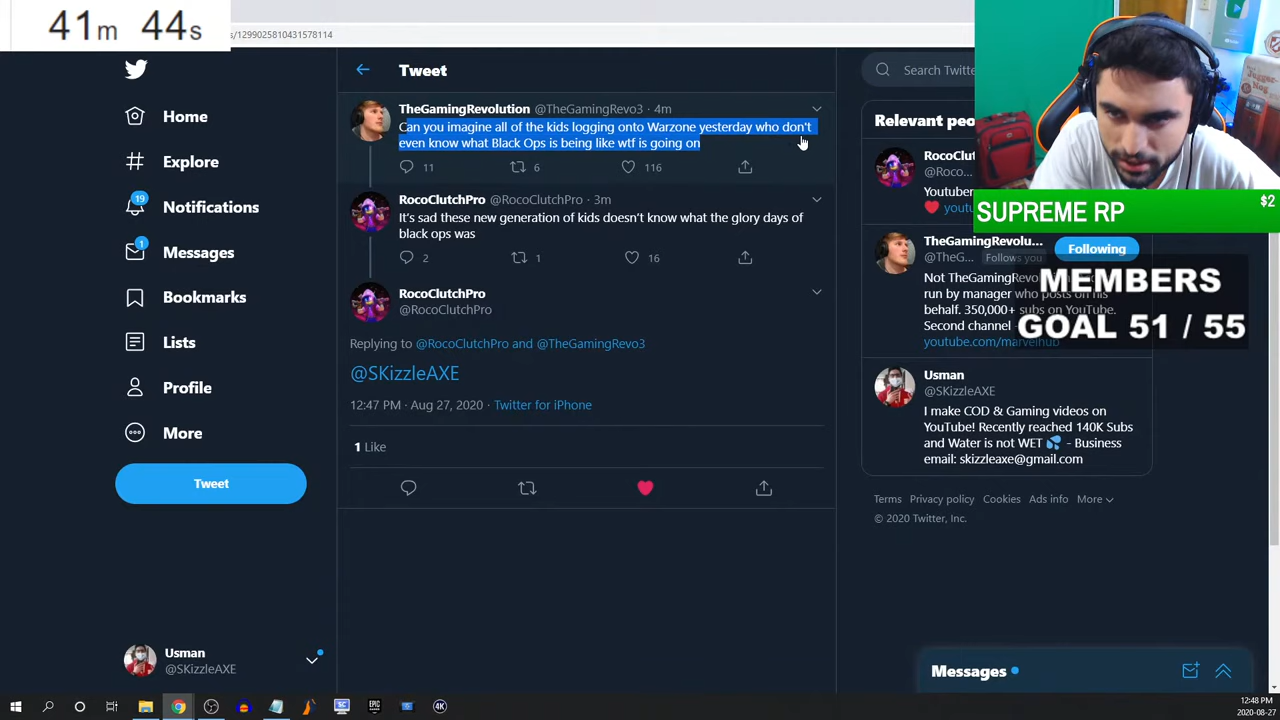 41m 44s
/1299025810431578114
Home
Explore
19
Notifications
1
Messages
Bookmarks
Lists
Profile
More
Tweet
Usman
@SKizzleAXE
Tweet
TheGamingRevolution @TheGamingRevo3 · 4m
Can you imagine all of the kids logging onto Warzone yesterday who don't
even know what Black Ops is being like wtf is going on
11
6
116
RocoClutchPro @RocoClutchPro · 3m
It's sad these new generation of kids doesn't know what the glory days of
black ops was
2
1
16
RocoClutchPro
@RocoClutchPro
Replying to @RocoClutchPro and @TheGamingRevo3
@SKizzleAXE
12:47 PM · Aug 27, 2020 · Twitter for iPhone
1 Like
Search Twitte
Relevant peo
RocoClut
@Roco...
Youtuber
yout
SUPREME RP
$2
TheGamingRevolu...
@TheG... Follows you
Following
Not TheGamingRevo
run by manager who posts on his
behalf. 350,000+ subs on YouTube.
Second channel
youtube.com/marvelhub
MEMBERS
GOAL 51 / 55
Usman
@SKizzleAXE
I make COD & Gaming videos on
YouTube! Recently reached 140K Subs
and Water is not WET 💦 - Business
email: skizzleaxe@gmail.com
Terms Privacy policy Cookies Ads info More
© 2020 Twitter, Inc.
Messages
EPIC
4K
12:48 PM
2020-08-27